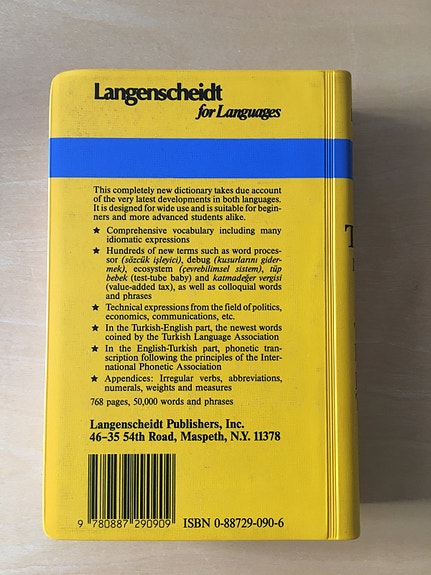 Langenscheidt
for Languages
This completely new dictionary takes due account
of the very latest developments in both languages.
It is designed for wide use and is suitable for begin-
ners and more advanced students alike.
★ Comprehensive vocabulary including many
idiomatic expressions
★ Hundreds of new terms such as word proces-
sor (sözcük işleyici), debug (kusurlarını gider-
mek), ecosystem (çevrebilimsel sistem), tüp
bebek (test-tube baby) and katmadeğer vergisi
(value-added tax), as well as colloquial words
and phrases
★ Technical expressions from the field of politics,
economics, communications, etc.
★ In the Turkish-English part, the newest words
coined by the Turkish Language Association
★ In the English-Turkish part, phonetic tran-
scription following the principles of the Inter-
national Phonetic Association
★ Appendices: Irregular verbs, abbreviations,
numerals, weights and measures
768 pages, 50,000 words and phrases
Langenscheidt Publishers, Inc.
46-35 54th Road, Maspeth, N.Y. 11378
9 780887 290909 ISBN 0-88729-090-6